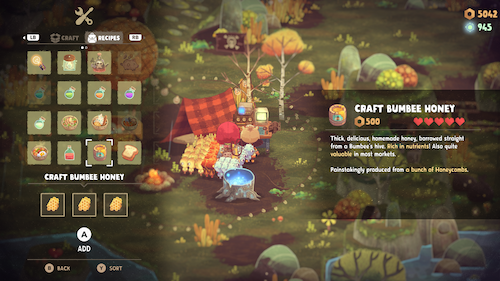 LB CRAFT RECIPES RB
5042
945
CRAFT BUMBEE HONEY
500
Thick, delicious, homemade honey, borrowed straight
from a Bumbee's hive. Rich in nutrients! Also quite
valuable in most markets.
Painstakingly produced from a bunch of Honeycombs.
CRAFT BUMBEE HONEY
A
ADD
B BACK Y SORT